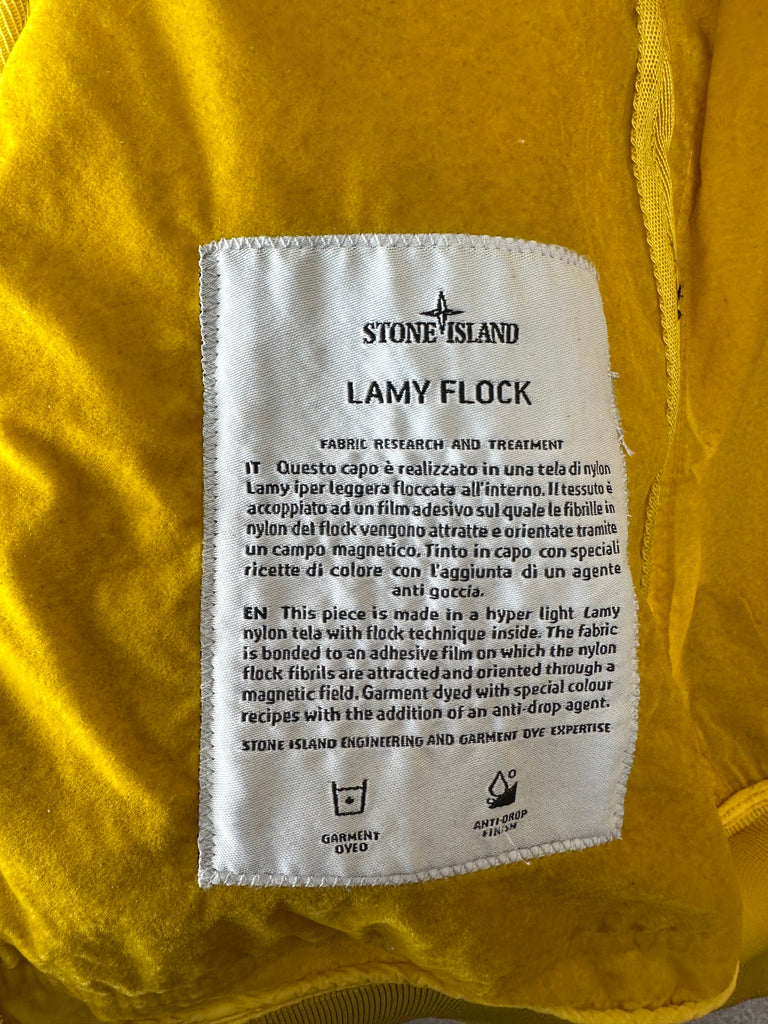 STONE ISLAND
LAMY FLOCK
FABRIC RESEARCH AND TREATMENT
IT Questo capo è realizzato in una tela di nylon
Lamy iper leggera floccata all'interno. Il tessuto è
accoppiato ad un film adesivo sul quale le fibrille in
nylon del flock vengono attratte e orientate tramite
un campo magnetico. Tinto in capo con speciali
ricette di colore con l'aggiunta di un agente
anti goccia.
EN This piece is made in a hyper light Lamy
nylon tela with flock technique inside. The fabric
is bonded to an adhesive film on which the nylon
flock fibrils are attracted and oriented through a
magnetic field. Garment dyed with special colour
recipes with the addition of an anti-drop agent.
STONE ISLAND ENGINEERING AND GARMENT DYE EXPERTISE
GARMENT
DYED
ANTI-DROP
FINISH